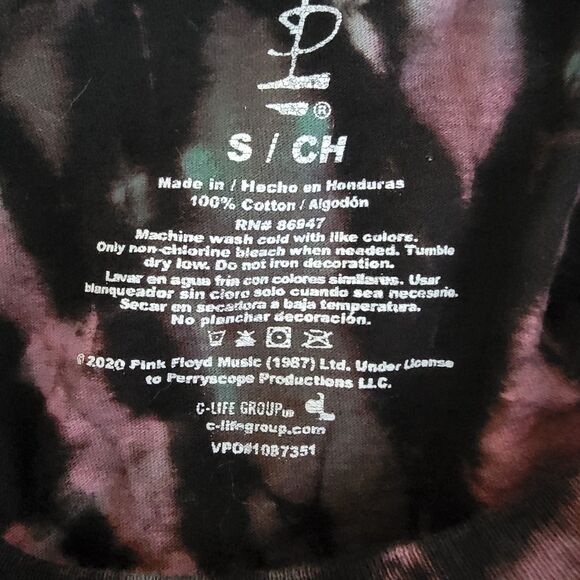 ®
S / CH
Made in / Hecho en Honduras
100% Cotton / Algodón
RN# 86947
Machine wash cold with like colors.
Only non-chlorine bleach when needed. Tumble
dry low. Do not iron decoration.
Lavar en agua fria con colores similares. Usar
blanqueador sin cloro solo cuando sea necesario.
Secar en secadora a baja temperatura.
No planchar decoración.
©2020 Pink Floyd Music (1987) Ltd. Under License
to Perryscope Productions LLC.
C-LIFE GROUP LTD
c-lifegroup.com
VPO#1087351